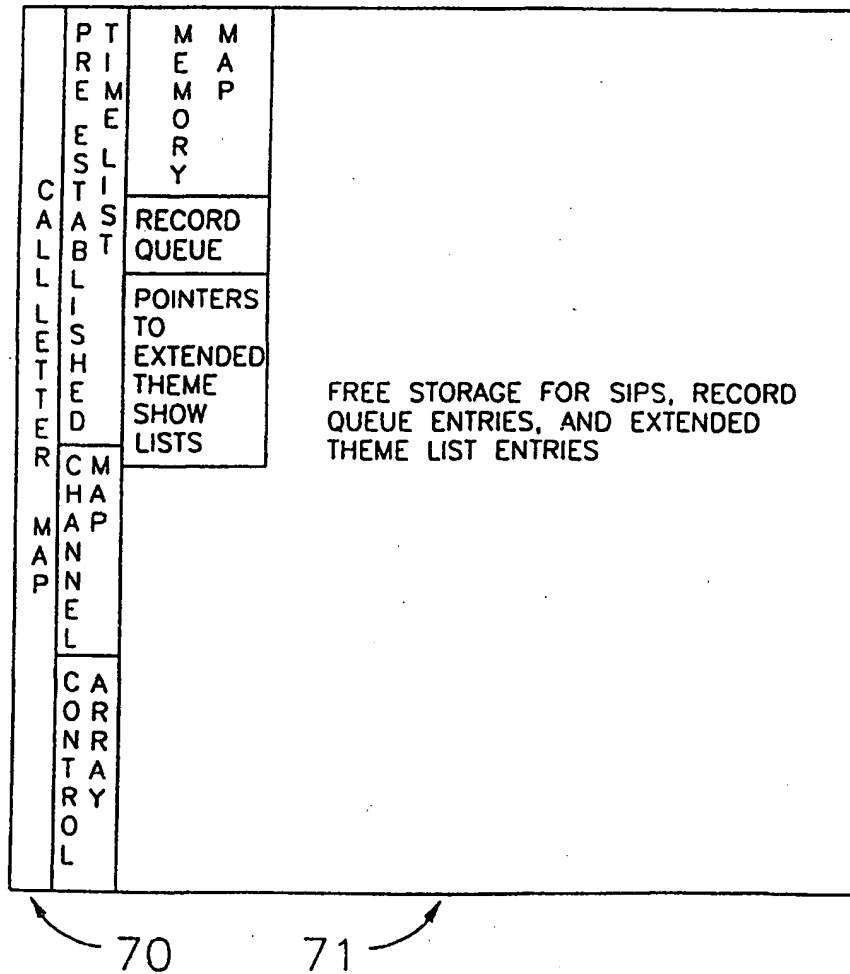 CALL LETTER MAP
PRE ESTABLISHED
TIME LIST
CHANNEL
MAP
CONTROL
ARRAY
MEMORY
MAP
RECORD
QUEUE
POINTERS
TO
EXTENDED
THEME
SHOW
LISTS
FREE STORAGE FOR SIPS, RECORD
QUEUE ENTRIES, AND EXTENDED
THEME LIST ENTRIES
70
71